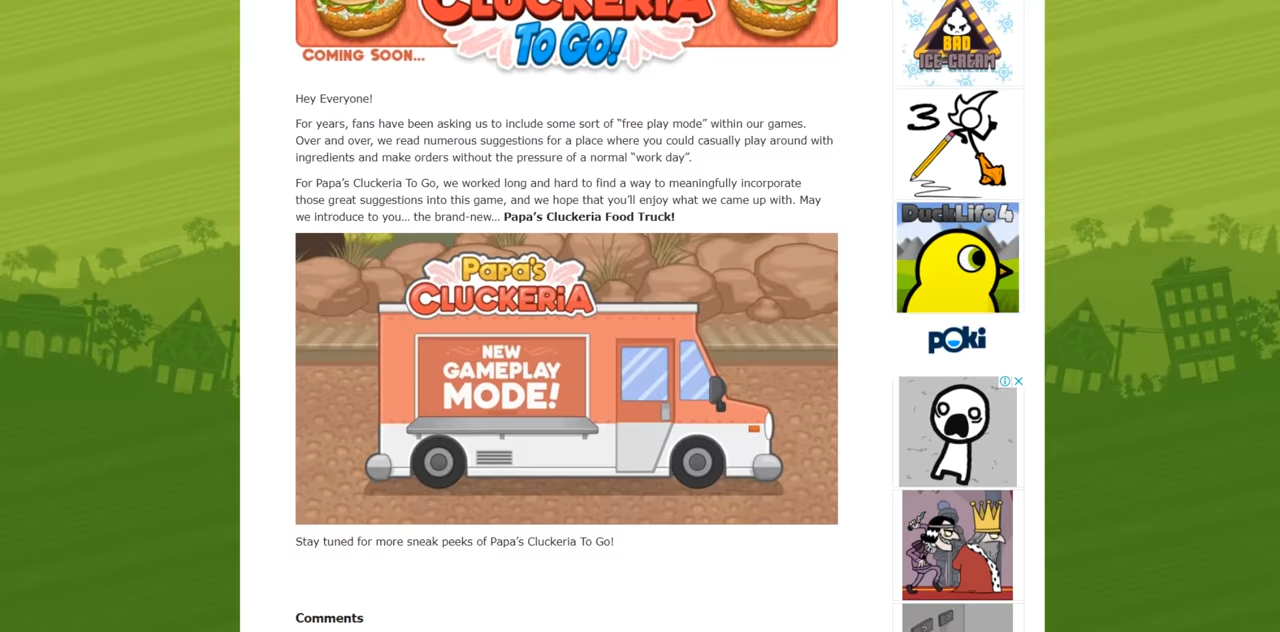 CLUCKERIA
TO GO!
COMING SOON...
Hey Everyone!
For years, fans have been asking us to include some sort of “free play mode” within our games.
Over and over, we read numerous suggestions for a place where you could casually play around with
ingredients and make orders without the pressure of a normal “work day”.
For Papa’s Cluckeria To Go, we worked long and hard to find a way to meaningfully incorporate
those great suggestions into this game, and we hope that you’ll enjoy what we came up with. May
we introduce to you… the brand-new… Papa’s Cluckeria Food Truck!
Papa's
CLUCKERiA
NEW
GAMEPLAY
MODE!
Stay tuned for more sneak peeks of Papa’s Cluckeria To Go!
Comments
BAD
ICE-CREAM
3
DuckLife 4
poki